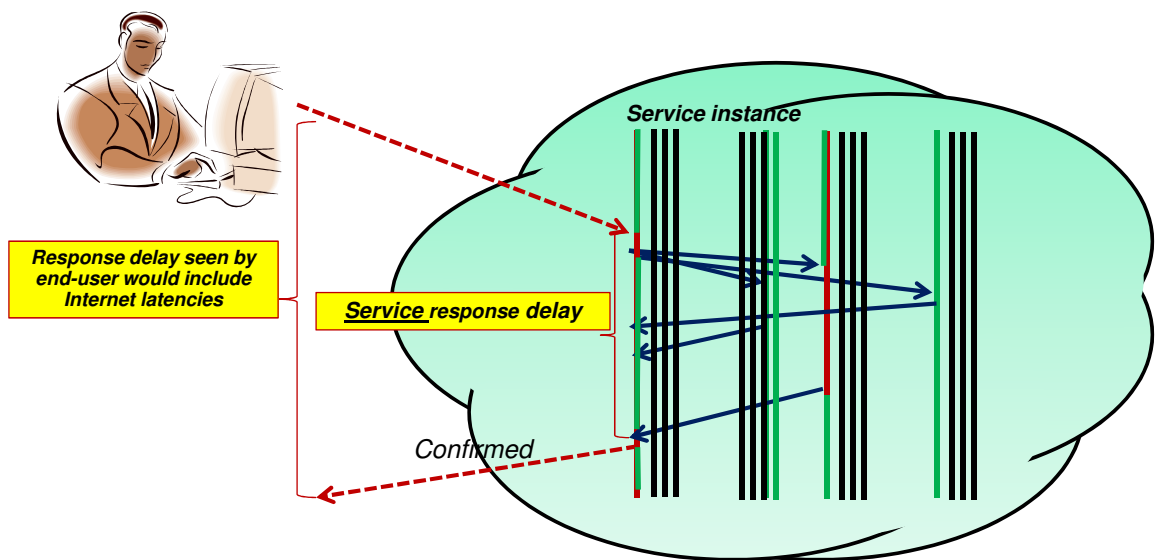 Service instance
Response delay seen by
end-user would include
Internet latencies
Service response delay
Confirmed